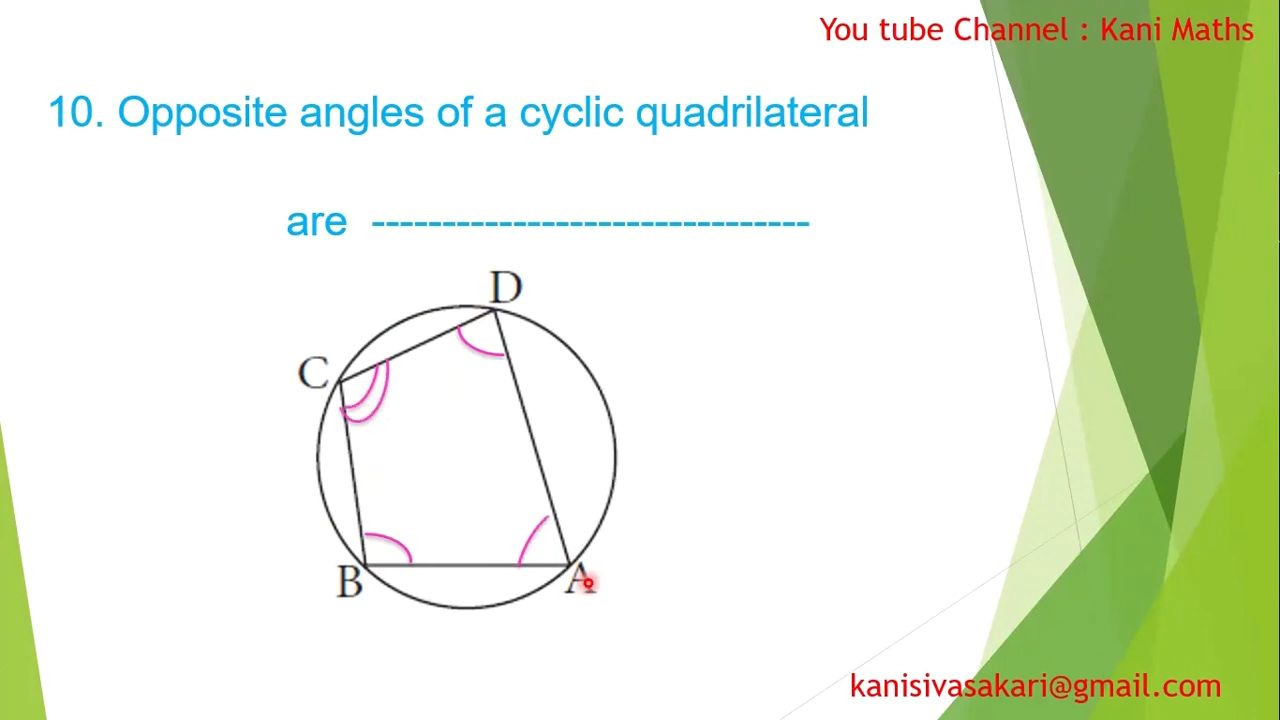 You tube Channel : Kani Maths
10. Opposite angles of a cyclic quadrilateral
are -------------------------------
D
C
B
A
kanisivasakari@gmail.com